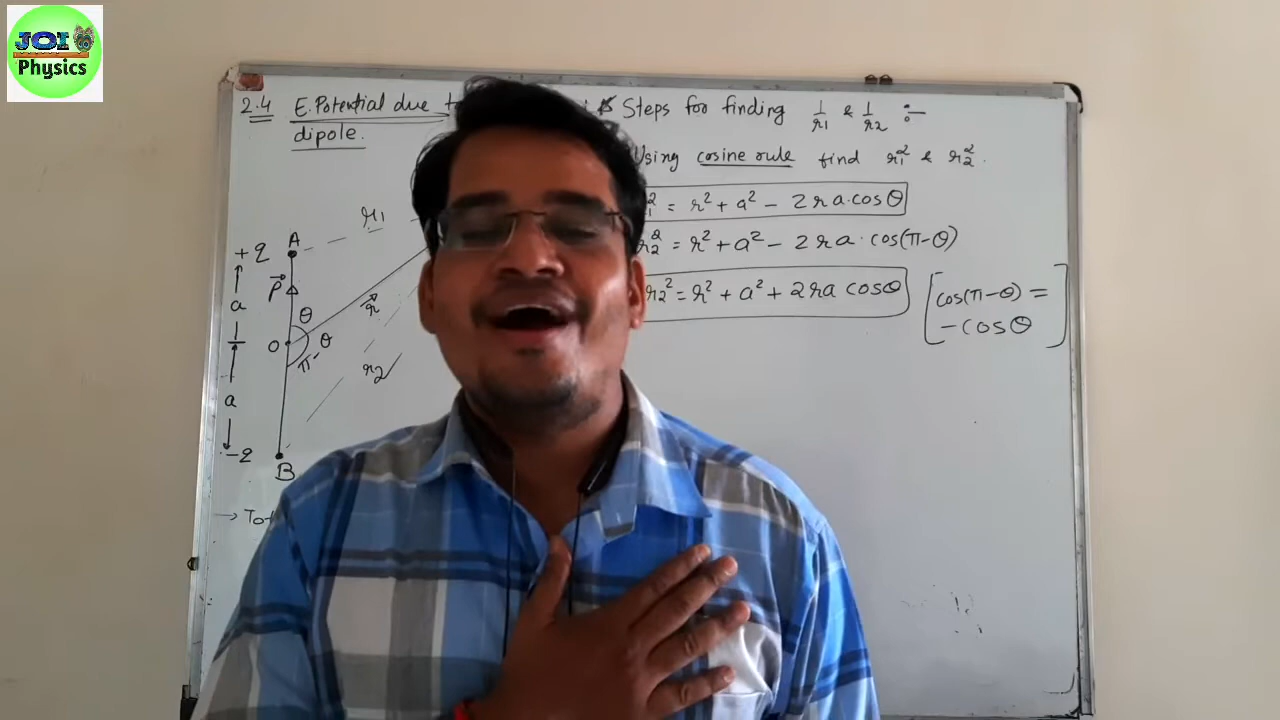 JOI
Physics
2.4 E.Potential due
dipole.
Steps for finding 1/r1 & 1/r2 :-
Using cosine rule find r1² & r2².
= r² + a² - 2ra.cosθ
r2² = r² + a² - 2ra.cos(π-θ)
r2² = r² + a² + 2ra cosθ
[cos(π-θ) =
-cosθ]
+q A
r1
a
P⃗
θ
r⃗
O
π-θ
r2
a
-q
B
→